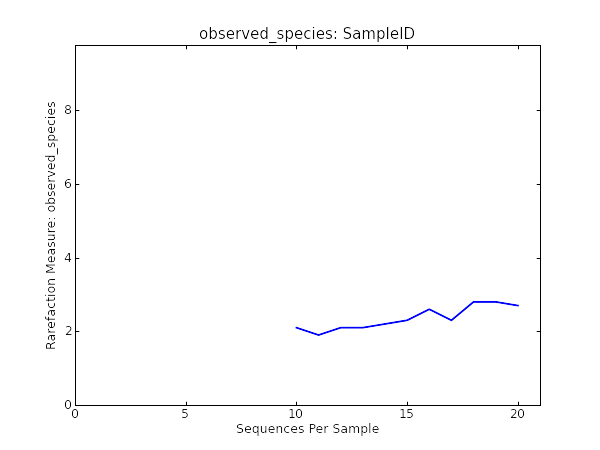 observed_species: SampleID
Rarefaction Measure: observed_species
8
6
4
2
0
0 5 10 15 20
Sequences Per Sample